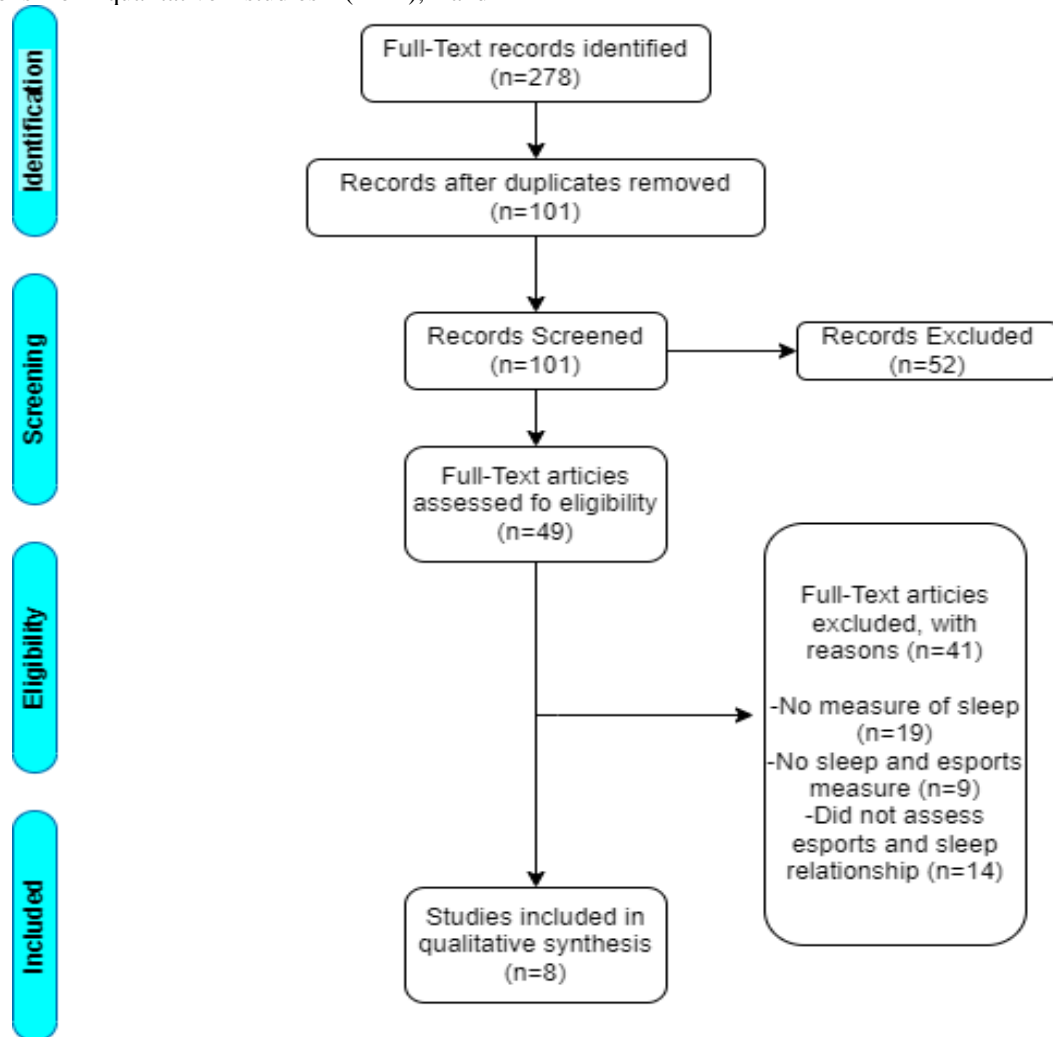 Identification
Full-Text records identified
(n=278)
Records after duplicates removed
(n=101)
Screening
Records Screened
(n=101)
Records Excluded
(n=52)
Eligibility
Full-Text articies
assessed fo eligibility
(n=49)
Full-Text articles
excluded, with
reasons (n=41)
-No measure of sleep
(n=19)
-No sleep and esports
measure (n=9)
-Did not assess
esports and sleep
relationship (n=14)
Included
Studies included in
qualitative synthesis
(n=8)